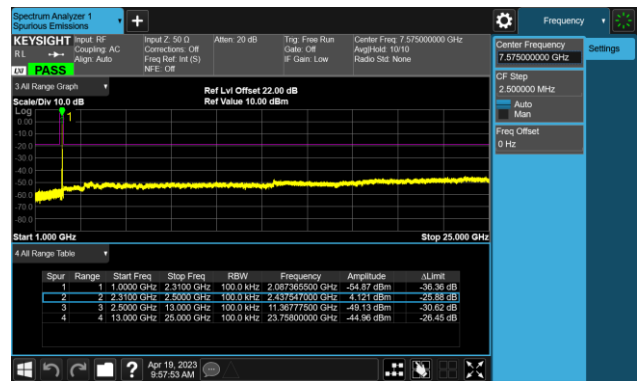 Spectrum Analyzer 1
Spurious Emissions
KEYSIGHT
RL
LW PASS
Input: RF
Coupling: AC
Align: Auto
Input Z: 50 Ω
Corrections: Off
Freq Ref: Int (S)
NFE: Off
Atten: 20 dB
Trig: Free Run
Gate: Off
IF Gain: Low
Center Freq: 7.575000000 GHz
Avg|Hold: 10/10
Radio Std: None
3 All Range Graph
Scale/Div 10.0 dB
Ref Lvl Offset 22.00 dB
Ref Value 10.00 dBm
Log
1
0.00
-10.0
-20.0
-30.0
-40.0
-50.0
-60.0
-70.0
-80.0
Start 1.000 GHz
Stop 25.000 GHz
4 All Range Table
Spur Range Start Freq Stop Freq RBW Frequency Amplitude ΔLimit
1 1 1.0000 GHz 2.3100 GHz 100.0 kHz 2.087365500 GHz -54.87 dBm -36.36 dB
2 2 2.3100 GHz 2.5000 GHz 100.0 kHz 2.437547000 GHz 4.121 dBm -25.88 dB
3 3 2.5000 GHz 13.000 GHz 100.0 kHz 11.36777500 GHz -49.13 dBm -30.62 dB
4 4 13.000 GHz 25.000 GHz 100.0 kHz 23.75800000 GHz -44.96 dBm -26.45 dB
?
Apr 19, 2023
9:57:53 AM
Frequency
Center Frequency
7.575000000 GHz
Settings
CF Step
2.500000 MHz
Auto
Man
Freq Offset
0 Hz